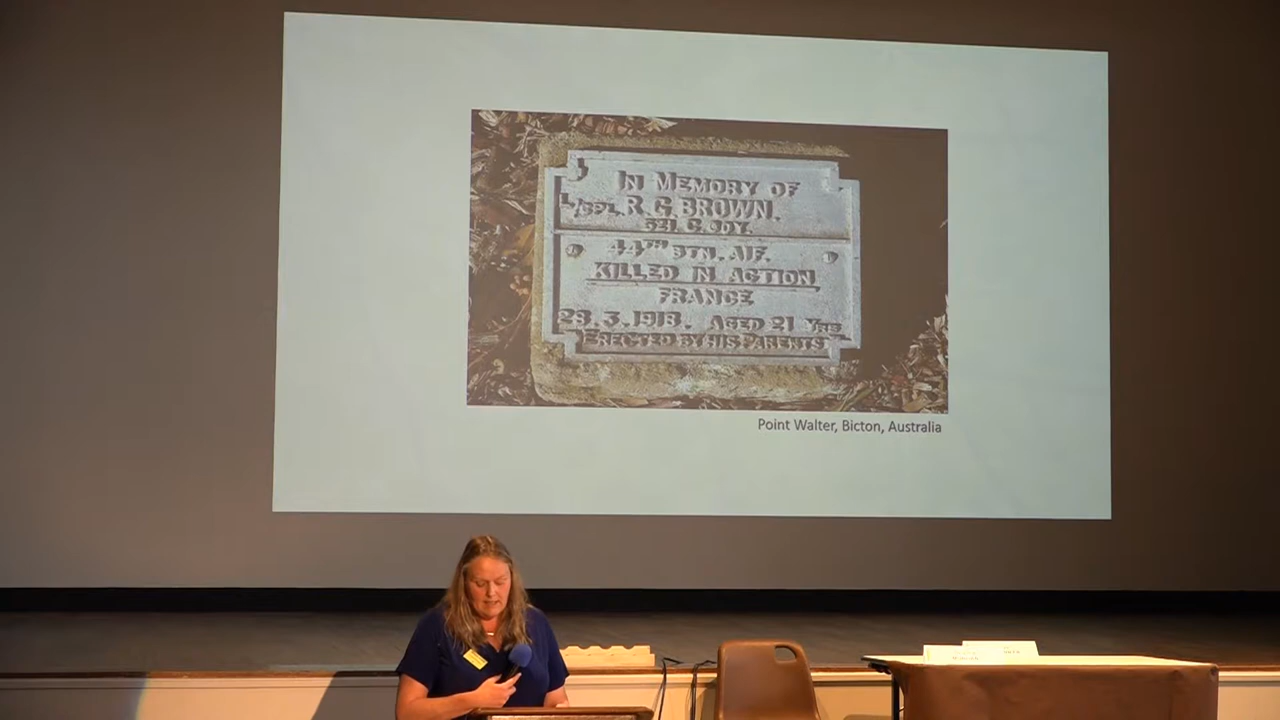 IN MEMORY OF
L/CPL. R. G. BROWN.
44TH BTN. AIF.
KILLED IN ACTION
FRANCE
28.3.1918. AGED 21 YRS
ERECTED BY HIS PARENTS
Point Walter, Bicton, Australia